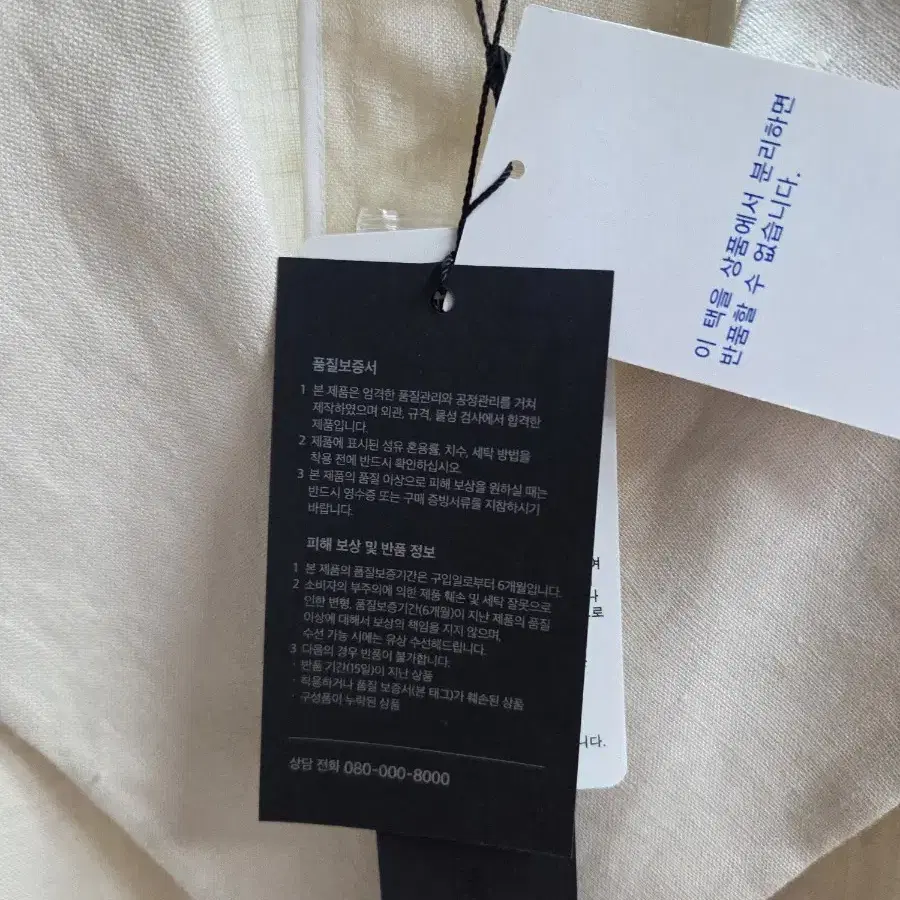 이 택을 상품에서 분리하면
반품할 수 없습니다.
품질보증서
1 본 제품은 엄격한 품질관리와 공정관리를 거쳐
제작하였으며 외관, 규격, 물성 검사에서 합격한
제품입니다.
2 제품에 표시된 섬유 혼용률, 치수, 세탁 방법을
착용 전에 반드시 확인하십시오.
3 본 제품의 품질 이상으로 피해 보상을 원하실 때는
반드시 영수증 또는 구매 증빙서류를 지참하시기
바랍니다.
피해 보상 및 반품 정보
1 본 제품의 품질보증기간은 구입일로부터 6개월입니다.
2 소비자의 부주의에 의한 제품 훼손 및 세탁 잘못으로
인한 변형, 품질보증기간(6개월)이 지난 제품의 품질
이상에 대해서 보상의 책임을 지지 않으며,
수선 가능 시에는 유상 수선해드립니다.
3 다음의 경우 반품이 불가합니다.
· 반품 기간(15일)이 지난 상품
· 착용하거나 품질 보증서(본 태그)가 훼손된 상품
· 구성품이 누락된 상품
상담 전화 080-000-8000
여
나
로
니다.